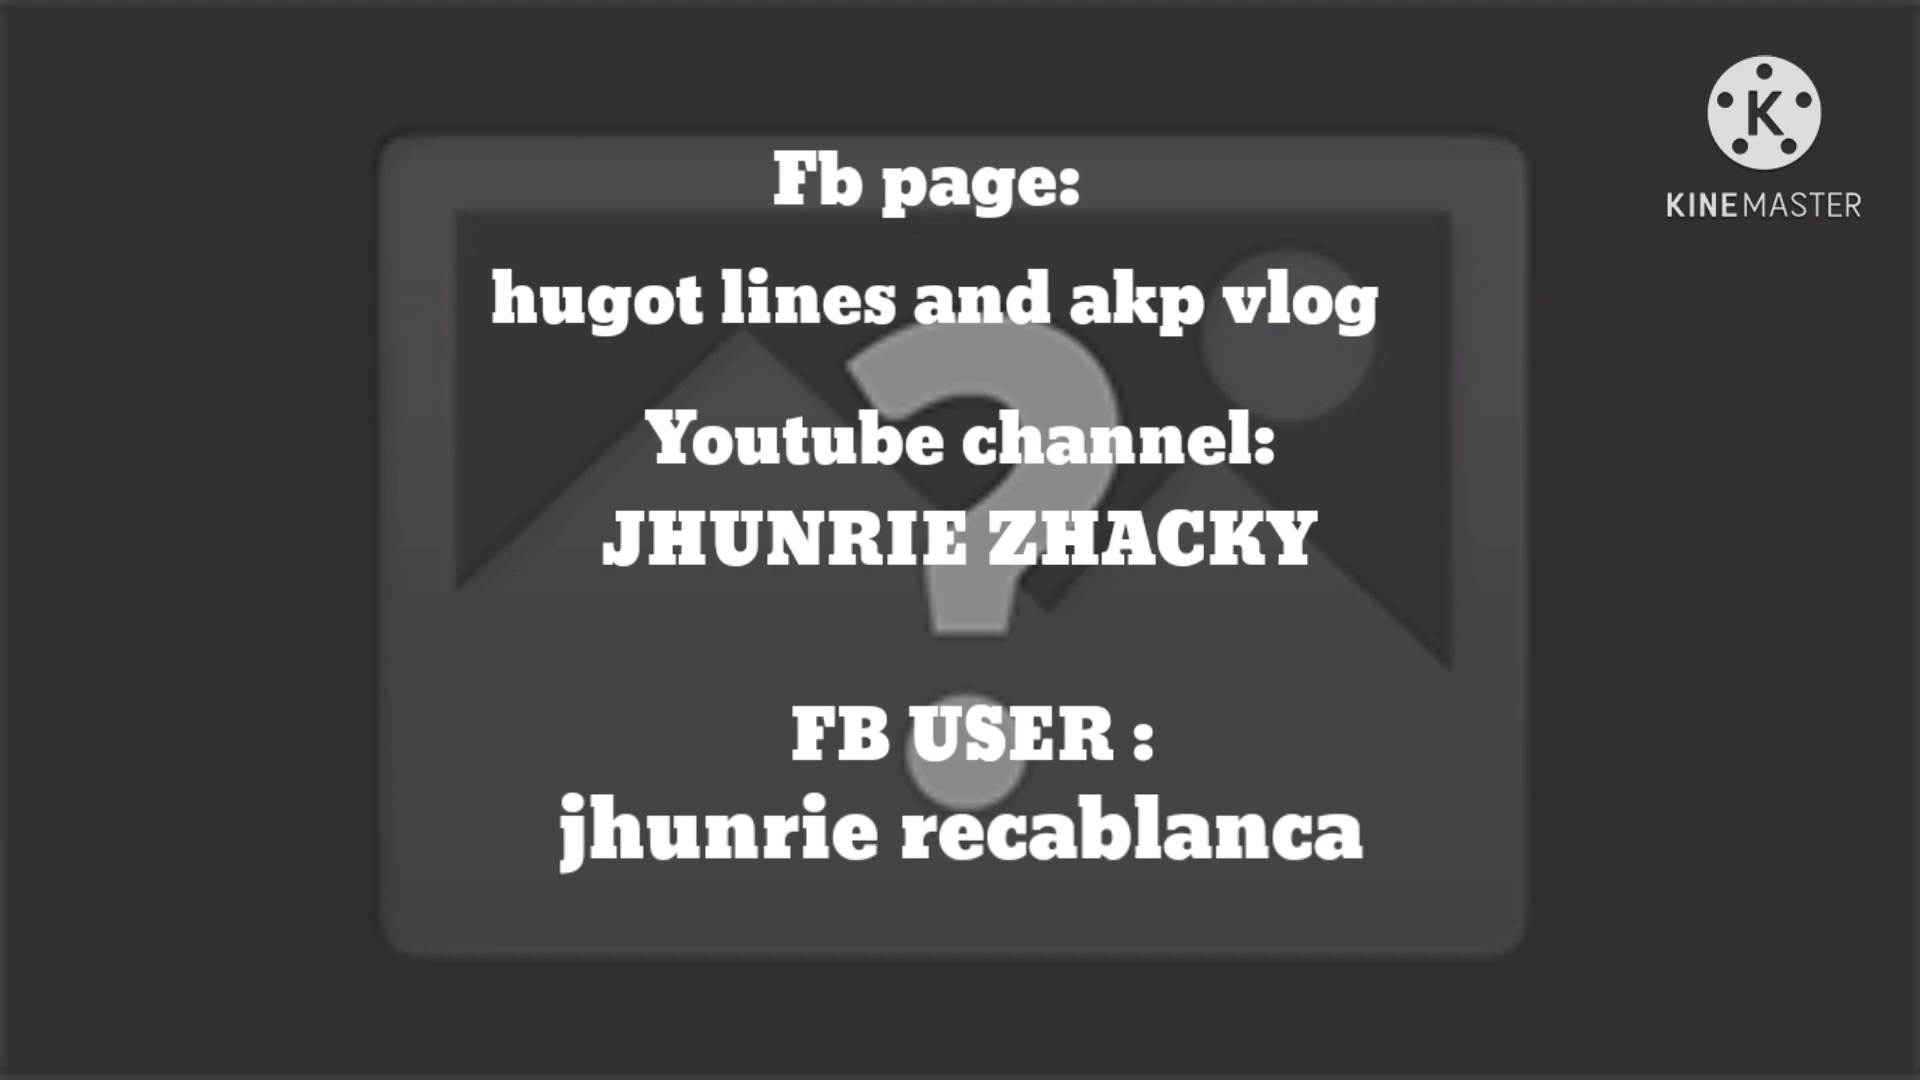 K
KINEMASTER
Fb page:
hugot lines and akp vlog
Youtube channel:
JHUNRIE ZHACKY
FB USER :
jhunrie recablanca